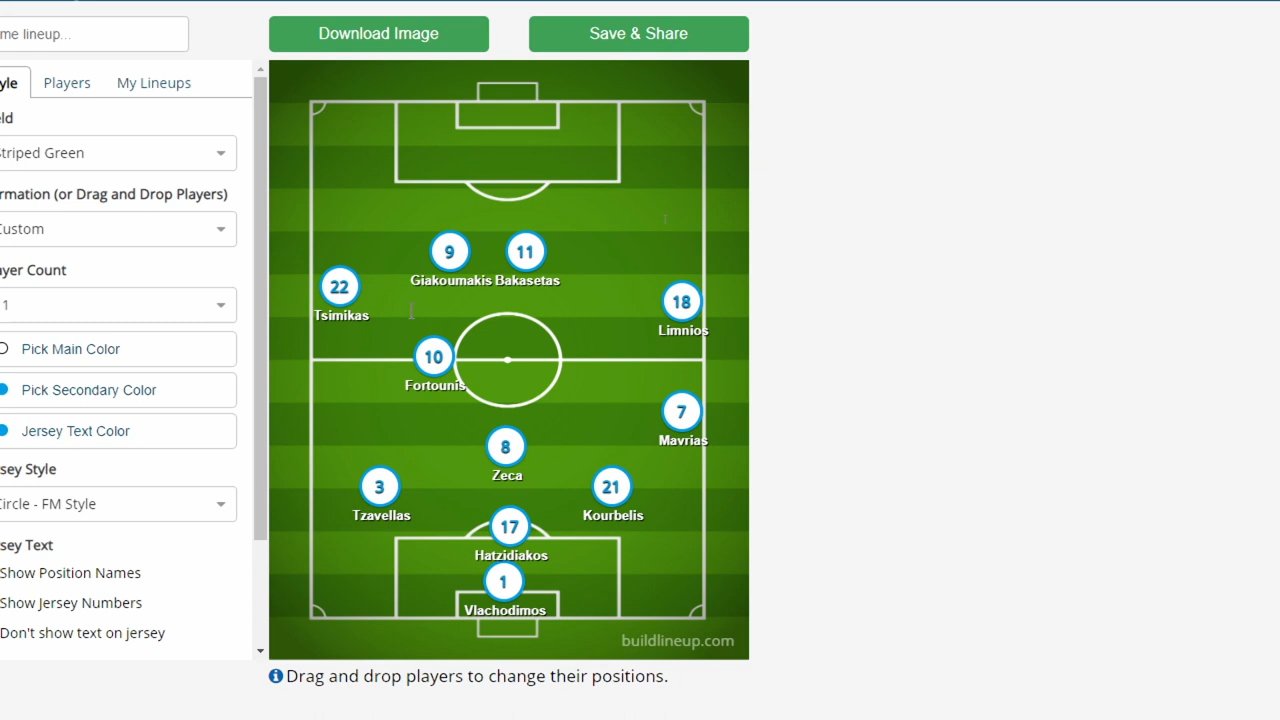 me lineup...
Download Image
Save & Share
yle
Players
My Lineups
eld
Striped Green
rmation (or Drag and Drop Players)
Custom
ayer Count
1
Pick Main Color
Pick Secondary Color
Jersey Text Color
rsey Style
Circle - FM Style
rsey Text
Show Position Names
Show Jersey Numbers
Don't show text on jersey
9
Giakoumakis
11
Bakasetas
22
Tsimikas
18
Limnios
10
Fortounis
7
Mavrias
8
Zeca
3
Tzavellas
21
Kourbelis
17
Hatzidiakos
1
Vlachodimos
buildlineup.com
Drag and drop players to change their positions.